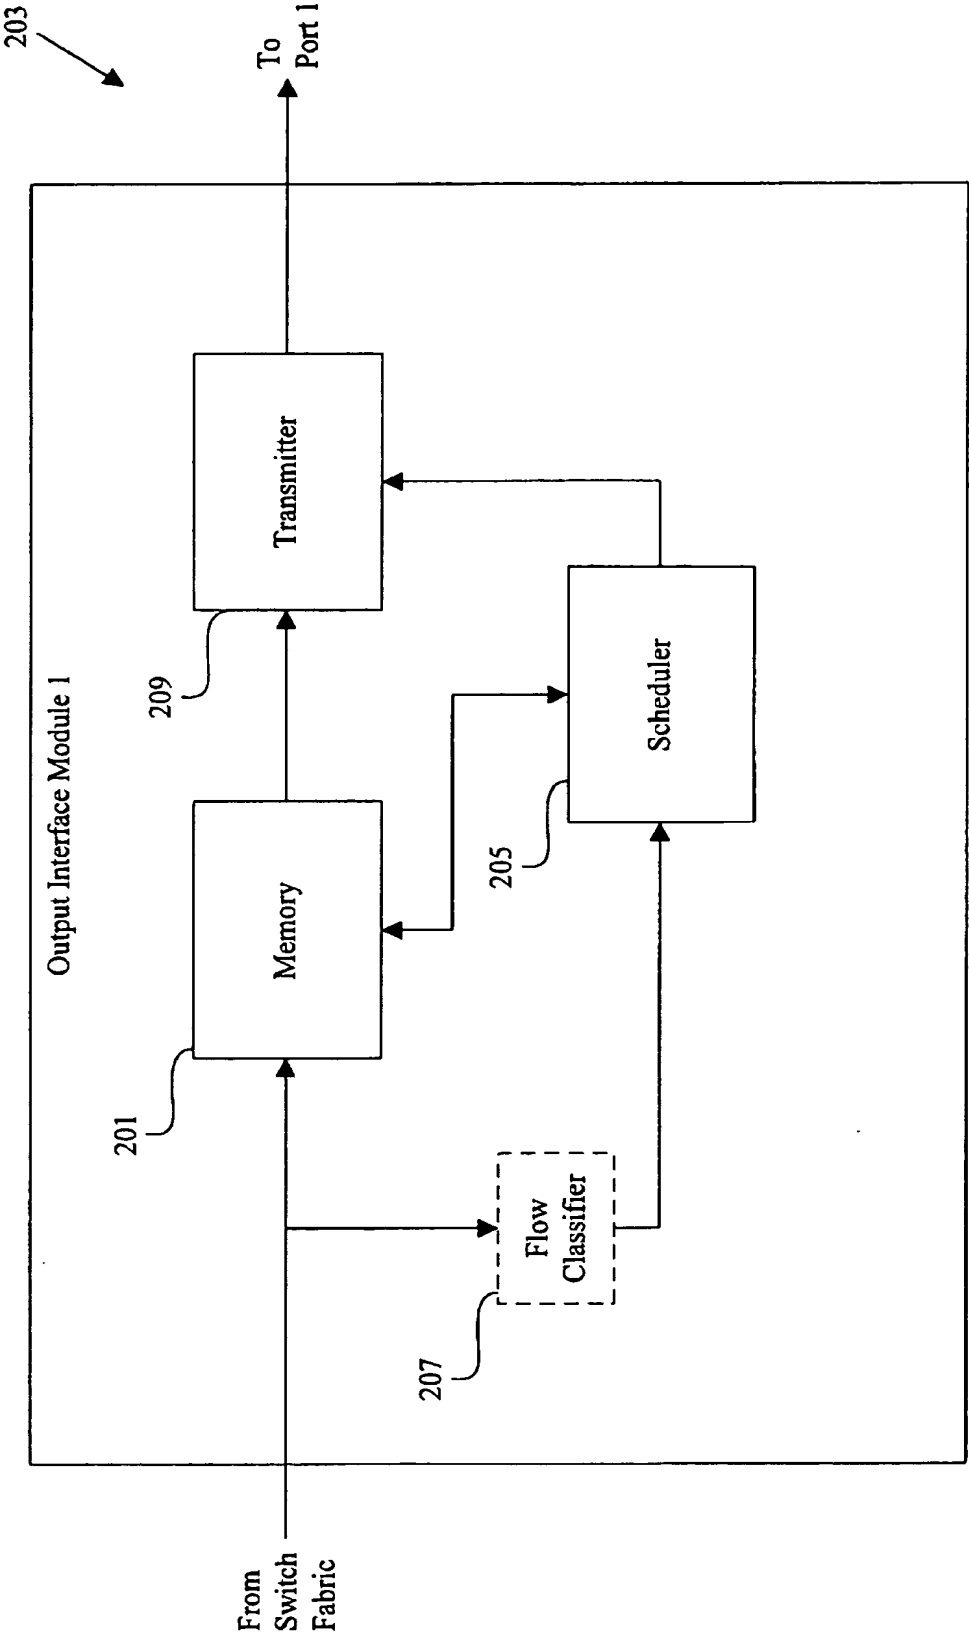 203
Output Interface Module 1
From
Switch
Fabric
To
Port 1
201
Memory
209
Transmitter
207
Flow
Classifier
205
Scheduler